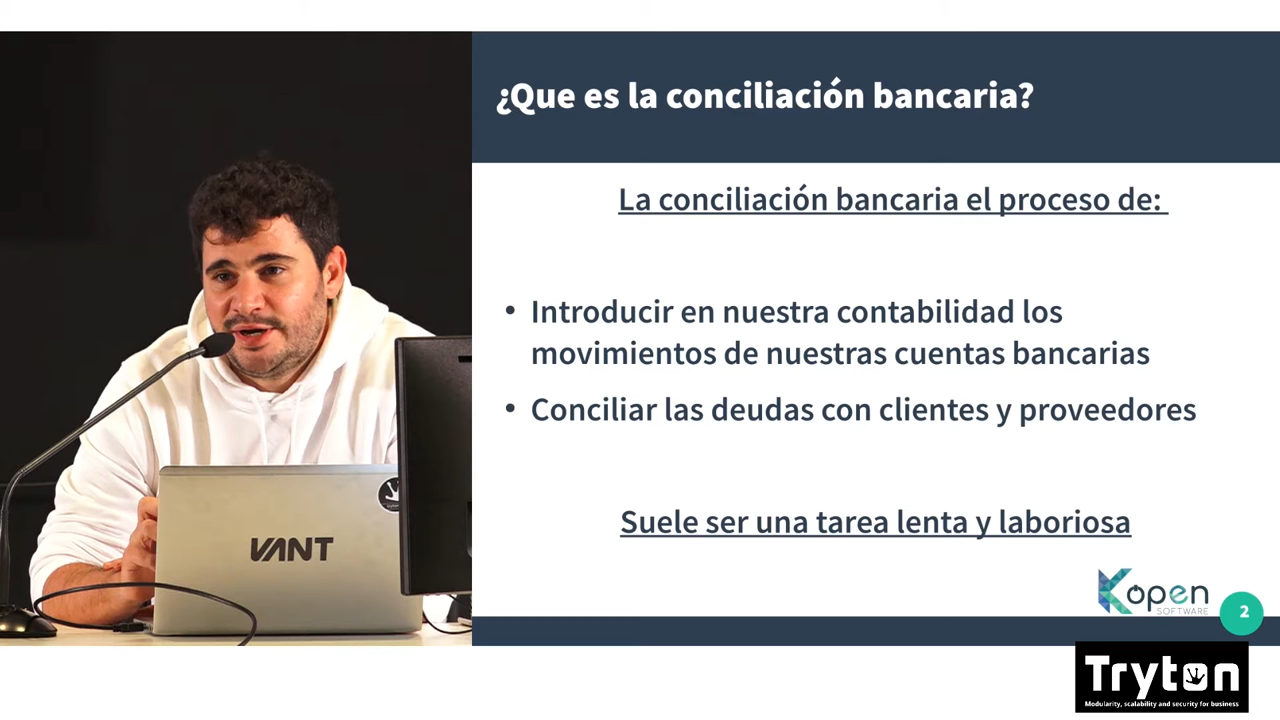 ¿Que es la conciliación bancaria?
La conciliación bancaria el proceso de:
• Introducir en nuestra contabilidad los
movimientos de nuestras cuentas bancarias
• Conciliar las deudas con clientes y proveedores
Suele ser una tarea lenta y laboriosa
Kopen
SOFTWARE
2
VANT
Tryton
Modularity, scalability and security for business